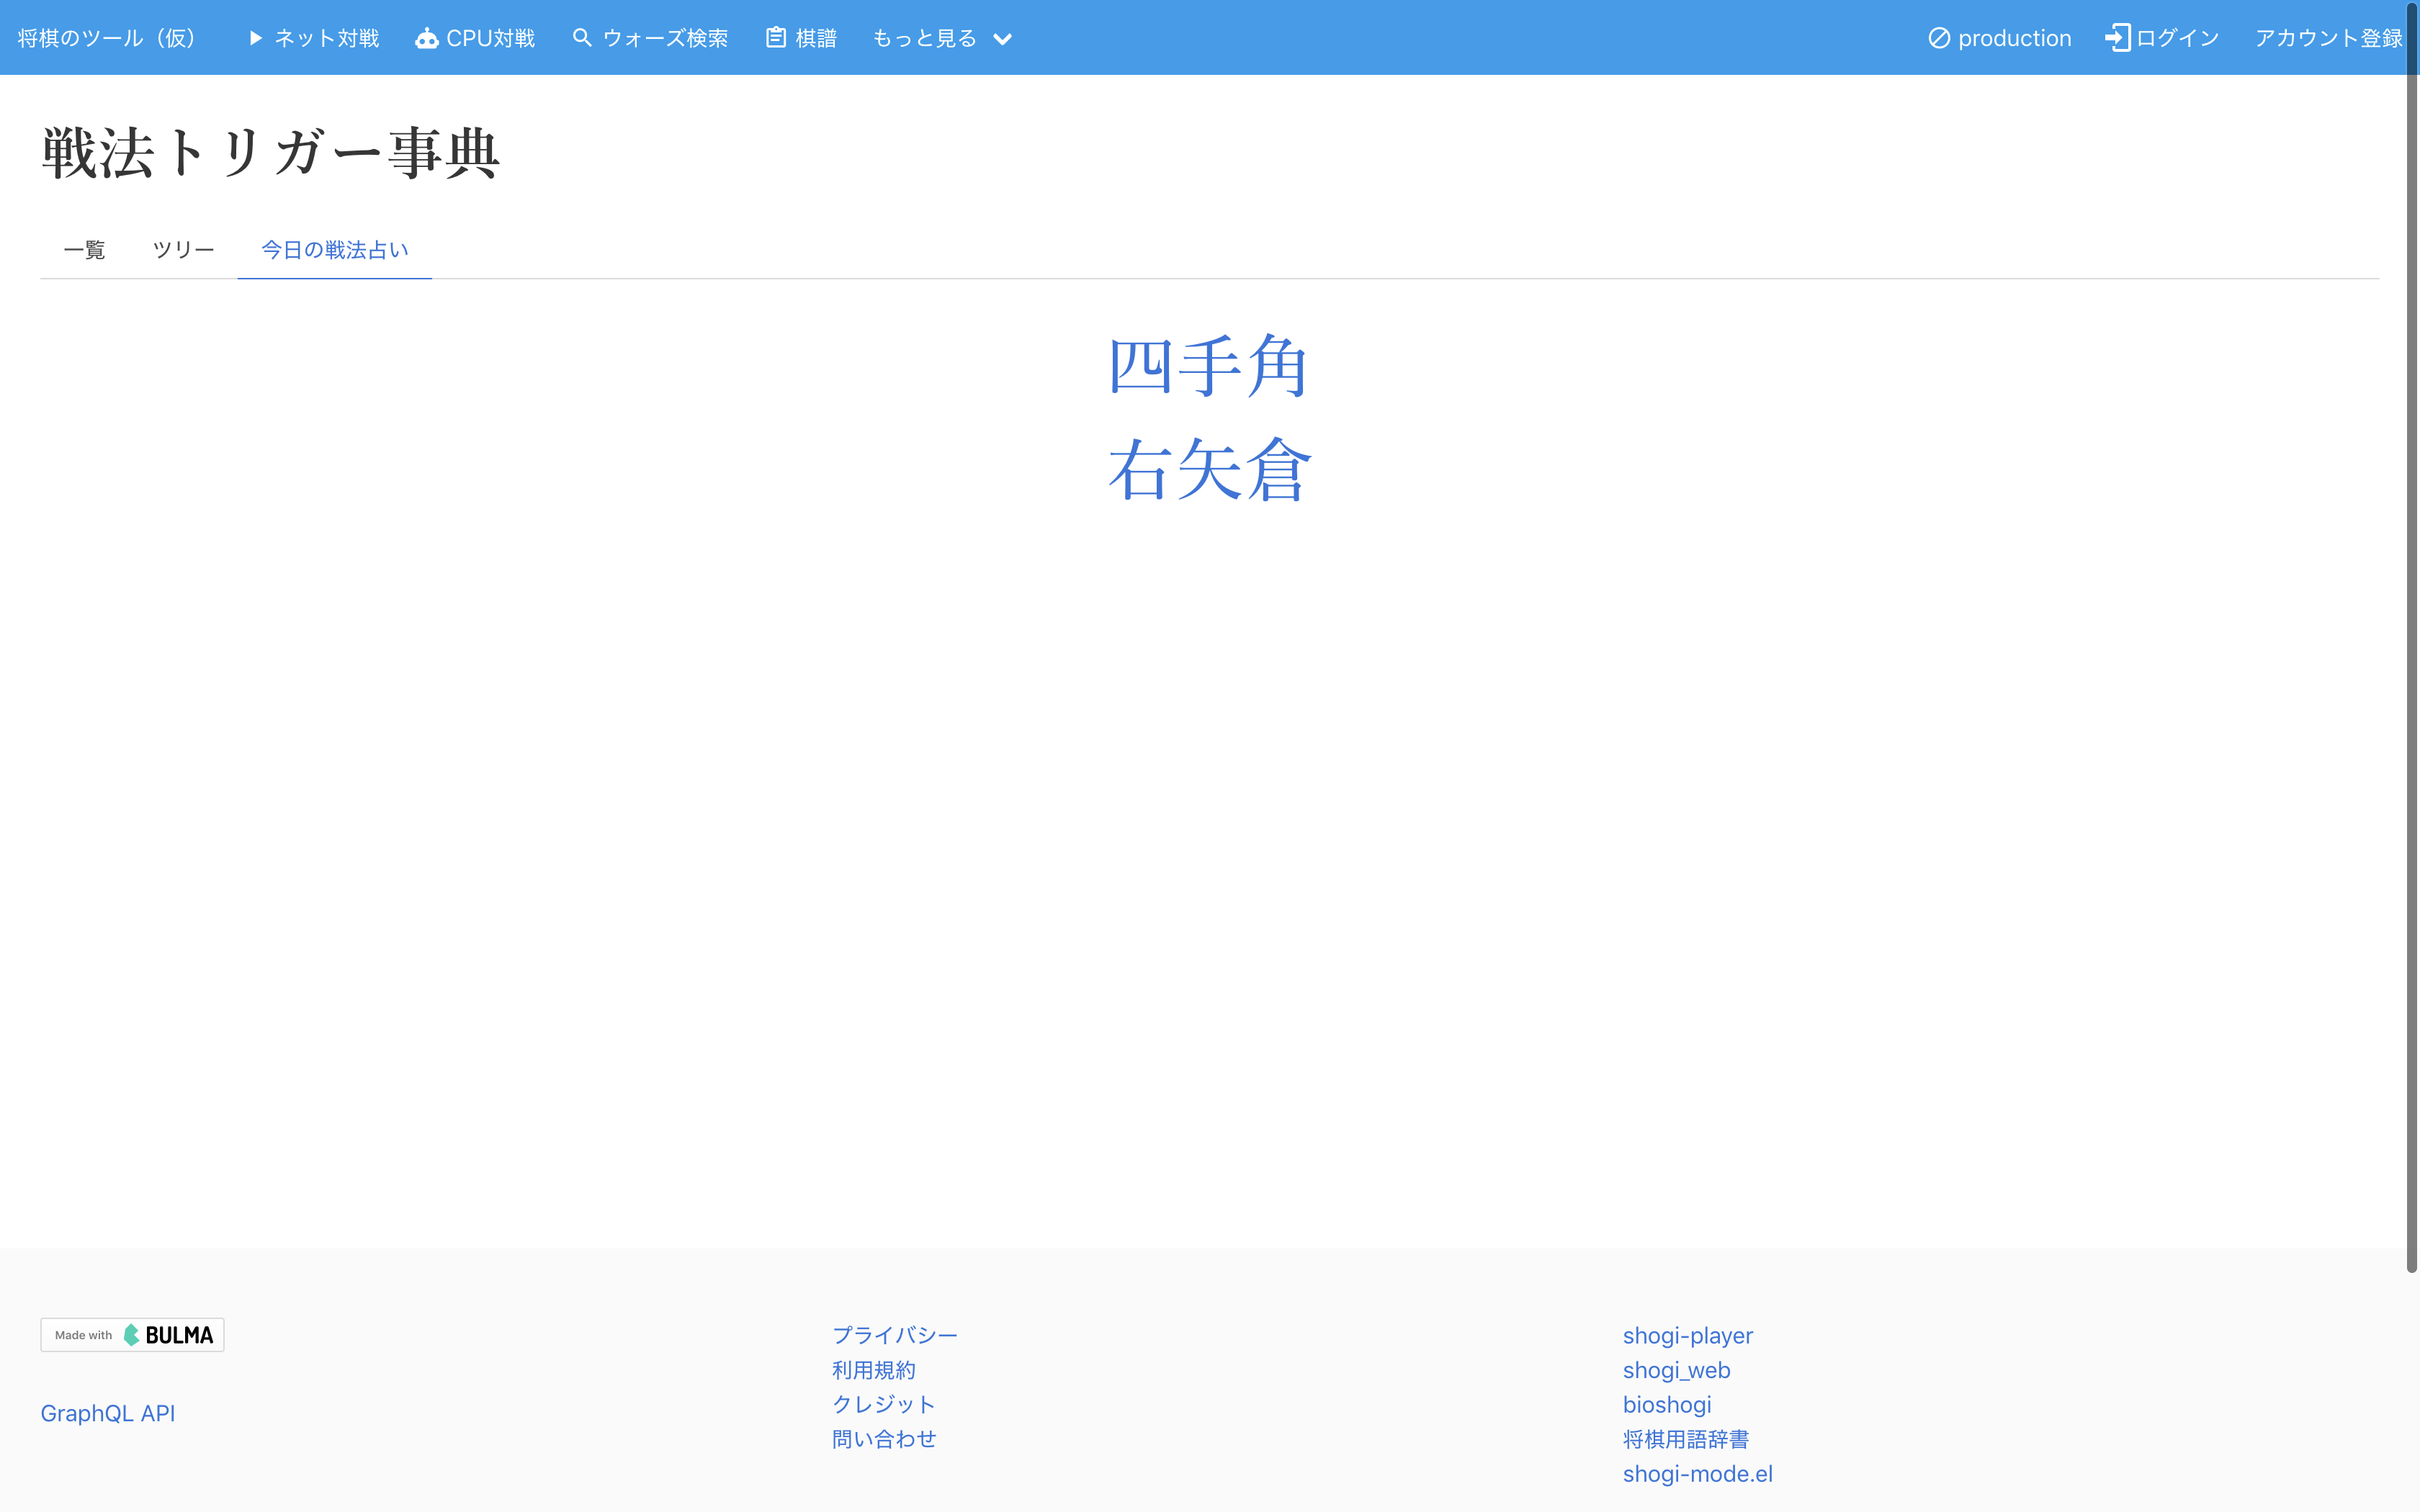 将棋のツール（仮） ネット対戦 CPU対戦 ウォーズ検索 棋譜 もっと見る production ログイン アカウント登録
戦法トリガー事典
一覧 ツリー 今日の戦法占い
四手角
右矢倉
Made with BULMA
GraphQL API
プライバシー
利用規約
クレジット
問い合わせ
shogi-player
shogi_web
bioshogi
将棋用語辞書
shogi-mode.el